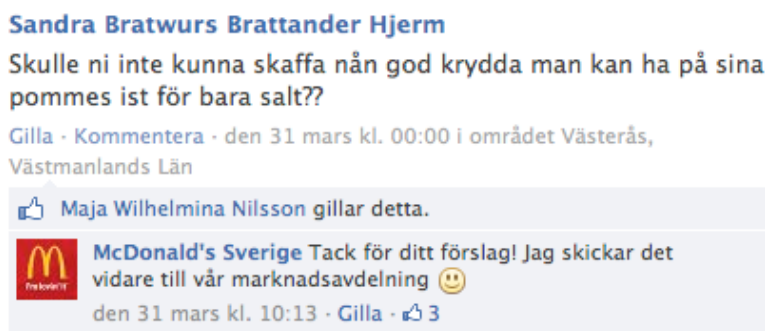 Sandra Bratwurs Brattander Hjerm
Skulle ni inte kunna skaffa nån god krydda man kan ha på sina
pommes ist för bara salt??
Gilla · Kommentera · den 31 mars kl. 00:00 i området Västerås,
Västmanlands Län
Maja Wilhelmina Nilsson gillar detta.
McDonald's Sverige Tack för ditt förslag! Jag skickar det
vidare till vår marknadsavdelning
i'm lovin' it
den 31 mars kl. 10:13 · Gilla · 3